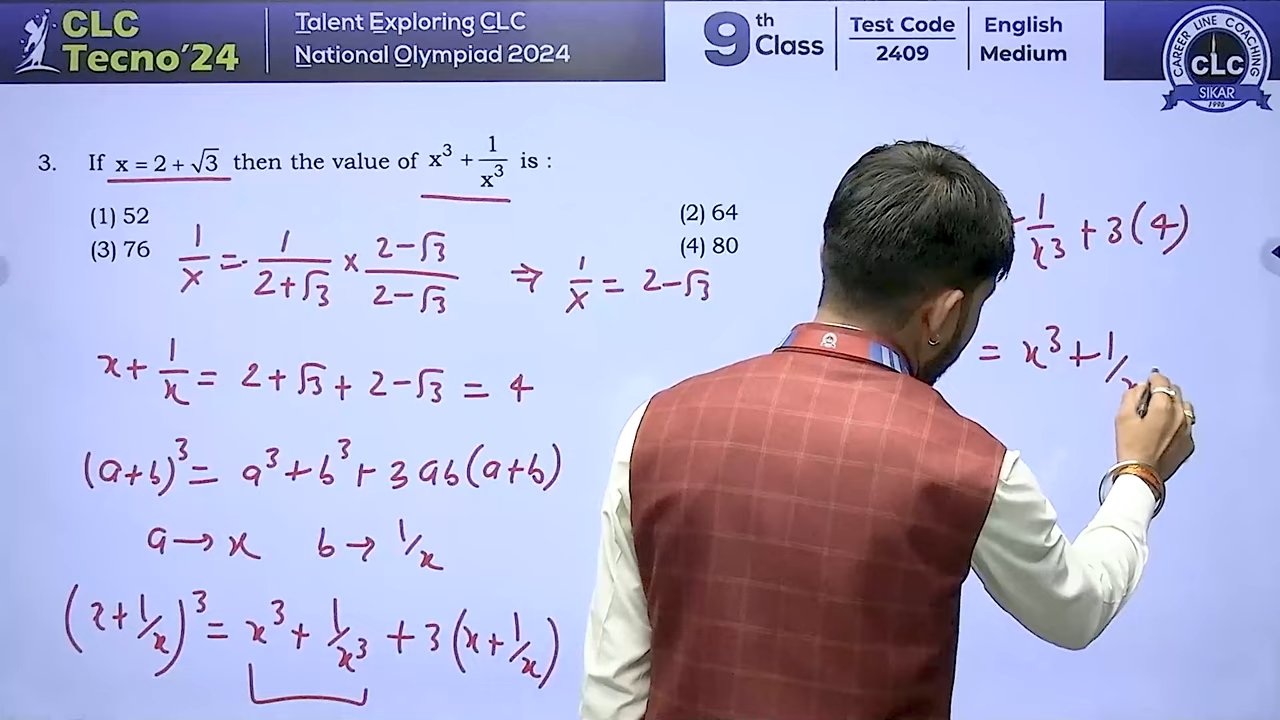 CLC
Tecno'24
Talent Exploring CLC
National Olympiad 2024
9th Class
Test Code
2409
English
Medium
CAREER LINE COACHING
CLC
SIKAR
1996
3. If x = 2 + √3 then the value of x³ + 1/x³ is :
(1) 52
(2) 64
(3) 76
(4) 80
1/x = 1/(2+√3) × (2-√3)/(2-√3) ⇒ 1/x = 2-√3
x + 1/x = 2+√3 + 2-√3 = 4
(a+b)³ = a³+b³+3ab(a+b)
a→x b→1/x
(x+1/x)³ = x³ + 1/x³ + 3(x+1/x)
1/x³ + 3(4)
= x³ + 1/